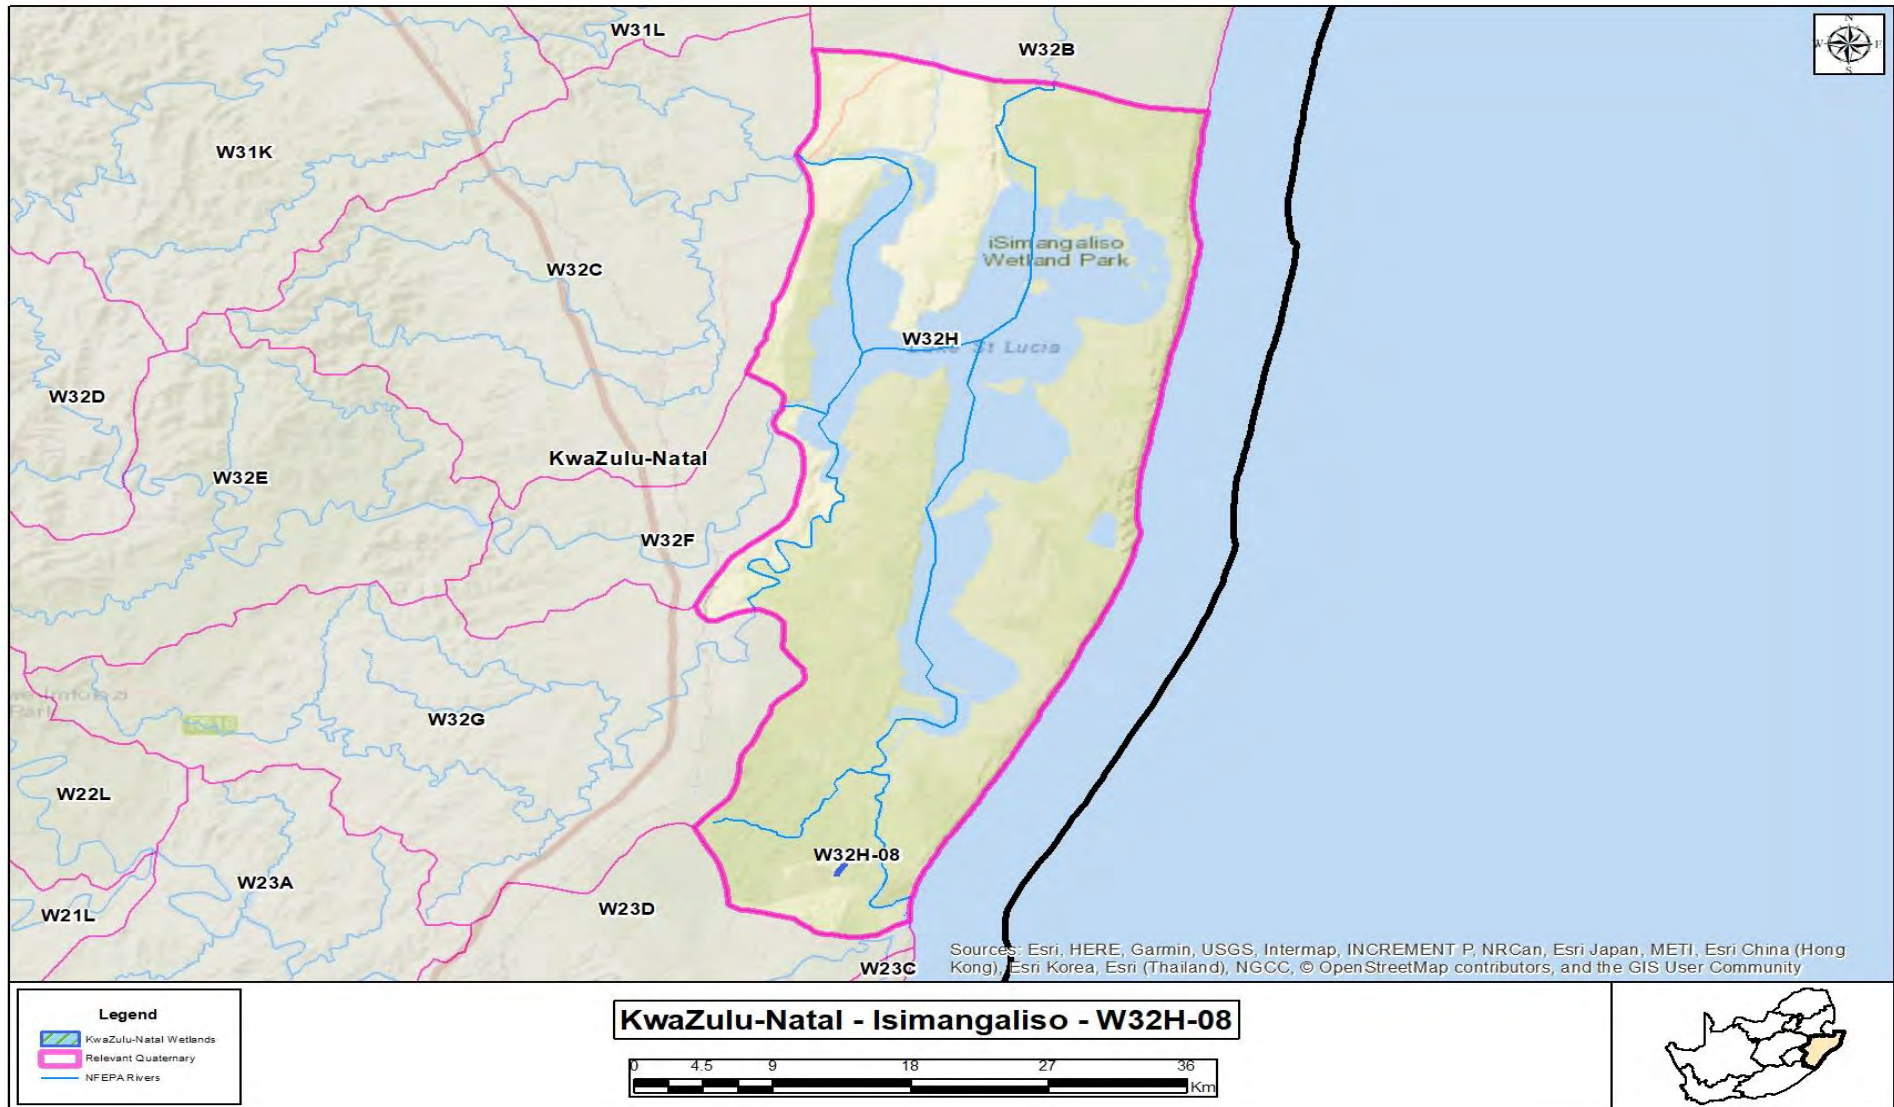 W31L
W32B
N
W E
S
W31K
iSimangaliso
Wetland Park
W32C
W32H
Lake St Lucia
W32D
KwaZulu-Natal
W32E
W32F
W32G
W22L
W32H-08
W23A
W21L
W23D
W23C
Sources: Esri, HERE, Garmin, USGS, Intermap, INCREMENT P, NRCan, Esri Japan, METI, Esri China (Hong
Kong), Esri Korea, Esri (Thailand), NGCC, © OpenStreetMap contributors, and the GIS User Community
Legend
KwaZulu-Natal Wetlands
Relevant Quaternary
NFEPA Rivers
KwaZulu-Natal - Isimangaliso - W32H-08
0 4.5 9 18 27 36
Km